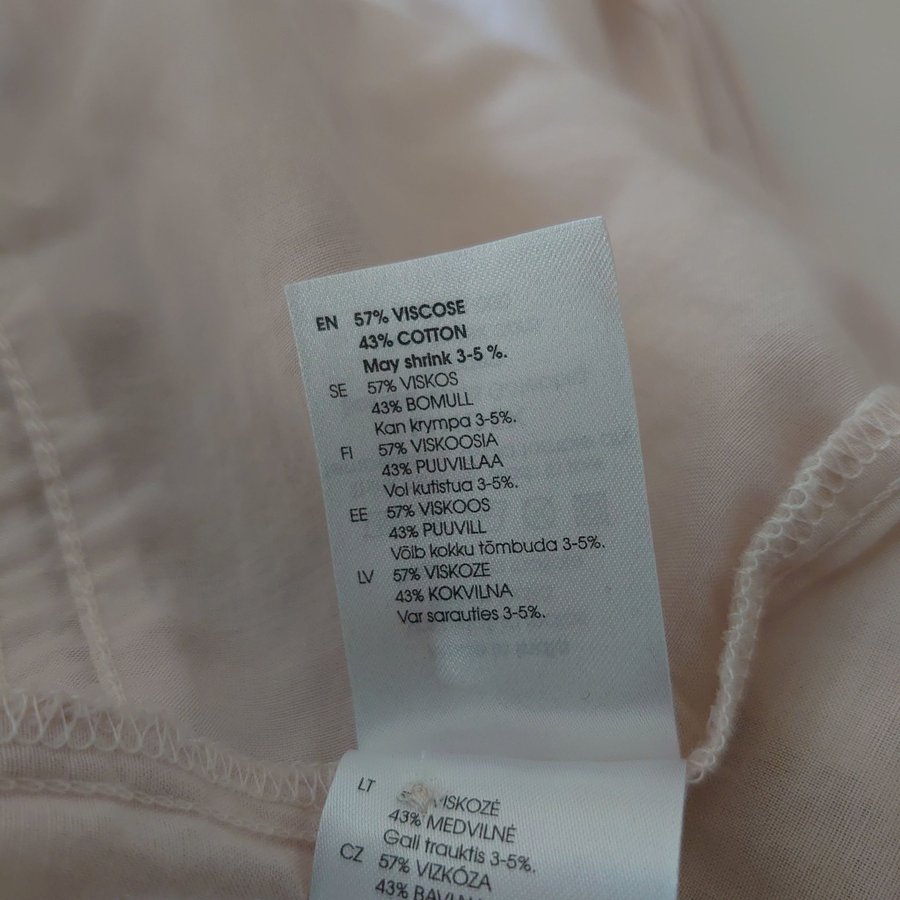 EN 57% VISCOSE
43% COTTON
May shrink 3-5 %.
SE 57% VISKOS
43% BOMULL
Kan krympa 3-5%.
FI 57% VISKOOSIA
43% PUUVILLAA
Voi kutistua 3-5%.
EE 57% VISKOOS
43% PUUVILL
Võib kokku tõmbuda 3-5%.
LV 57% VISKOZE
43% KOKVILNA
Var sarauties 3-5%.
LT
43% MEDVILNĖ
Gali trauktis 3-5%.
CZ 57% VIZKÓZA
43%